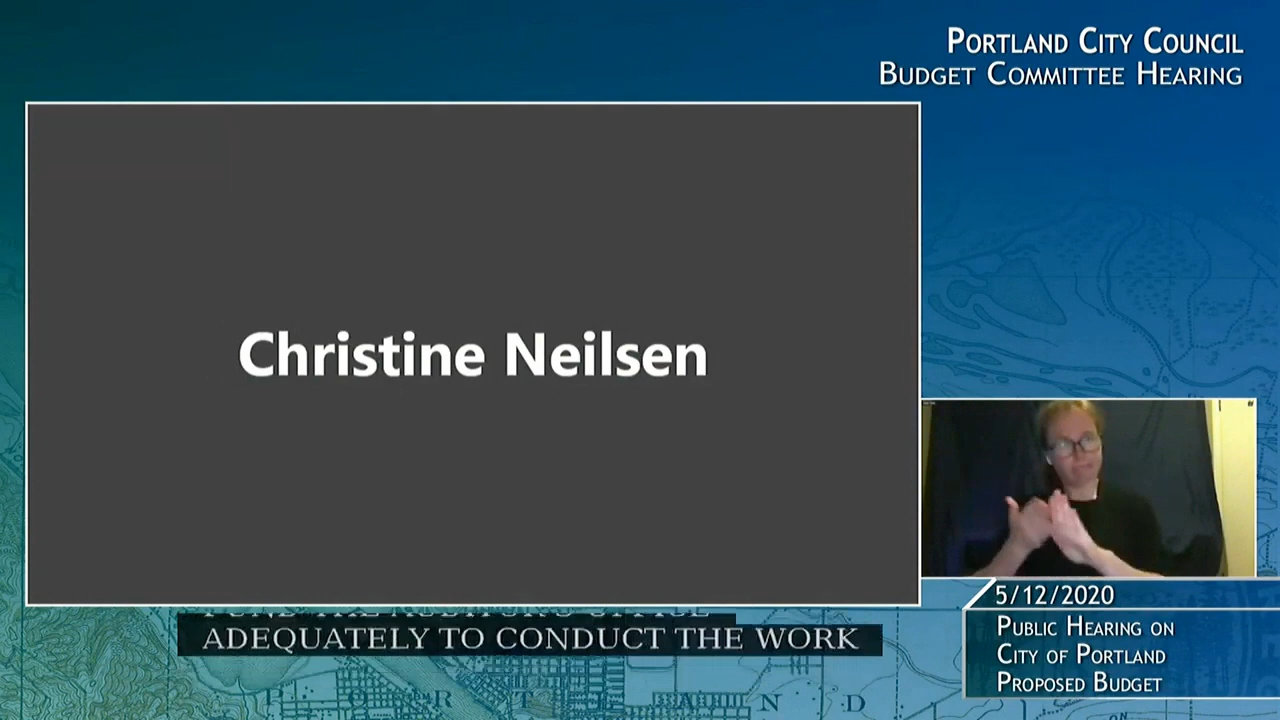 PORTLAND CITY COUNCIL
BUDGET COMMITTEE HEARING
Christine Neilsen
ADEQUATELY TO CONDUCT THE WORK
5/12/2020
PUBLIC HEARING ON
CITY OF PORTLAND
PROPOSED BUDGET
P O R T L A N D